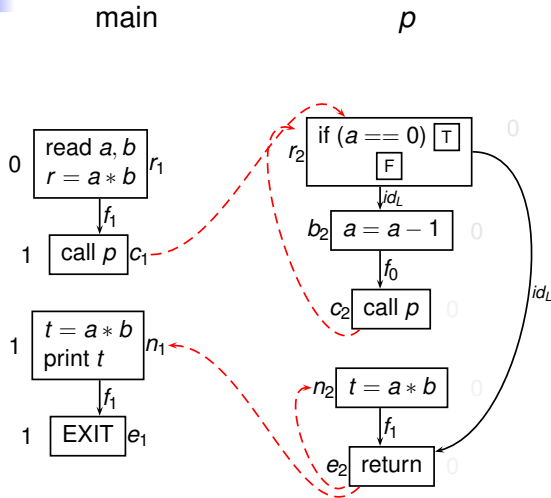 main
p
0
read a, b
r = a ∗ b
r1
f1
1
call p
c1
1
t = a ∗ b
print t
n1
f1
1
EXIT
e1
r2
if (a == 0) T
F
0
idL
b2
a = a − 1
0
f0
c2
call p
0
idL
n2
t = a ∗ b
0
f1
e2
return
0